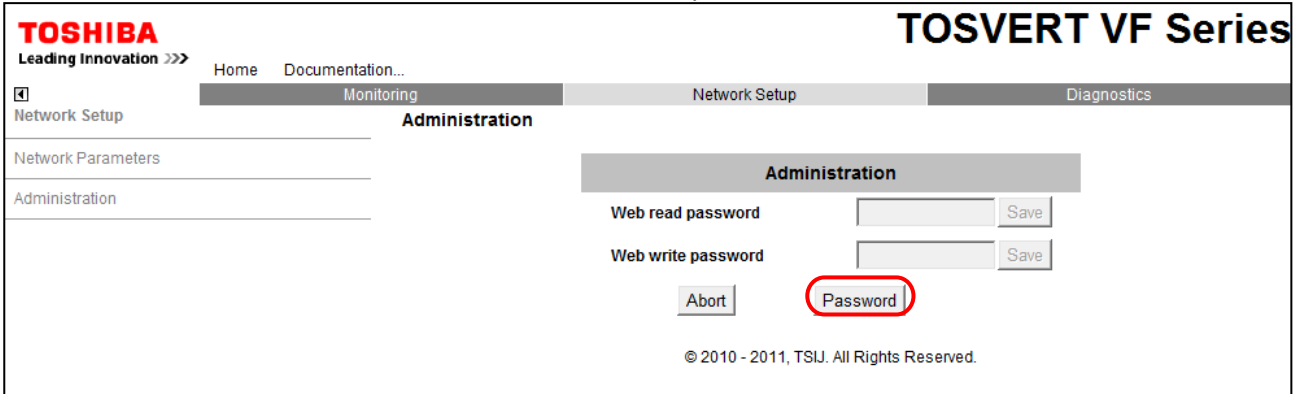 TOSHIBA
Leading Innovation >>>
TOSVERT VF Series
Home Documentation...
Monitoring Network Setup Diagnostics
Network Setup
Administration
Network Parameters
Administration
Administration
Web read password Save
Web write password Save
Abort Password
© 2010 - 2011, TSIJ. All Rights Reserved.